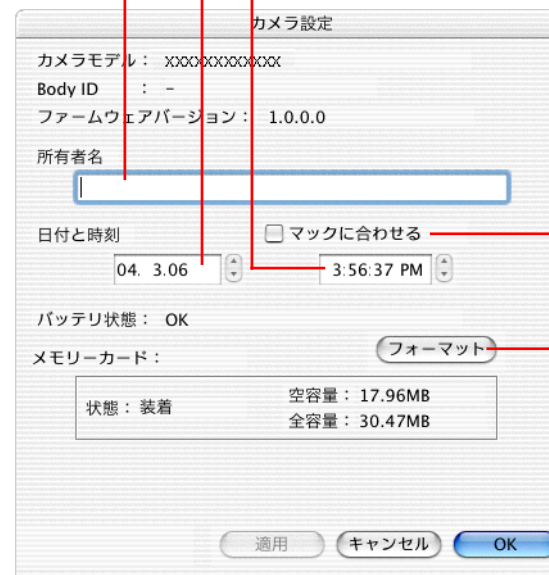 カメラ設定
カメラモデル： xxxxxxxxxxxx
Body ID ： –
ファームウェアバージョン： 1.0.0.0
所有者名
日付と時刻 マックに合わせる
04. 3.06 3:56:37 PM
バッテリ状態： OK
メモリーカード： フォーマット
状態：装着 空容量：17.96MB
全容量：30.47MB
適用 キャンセル OK